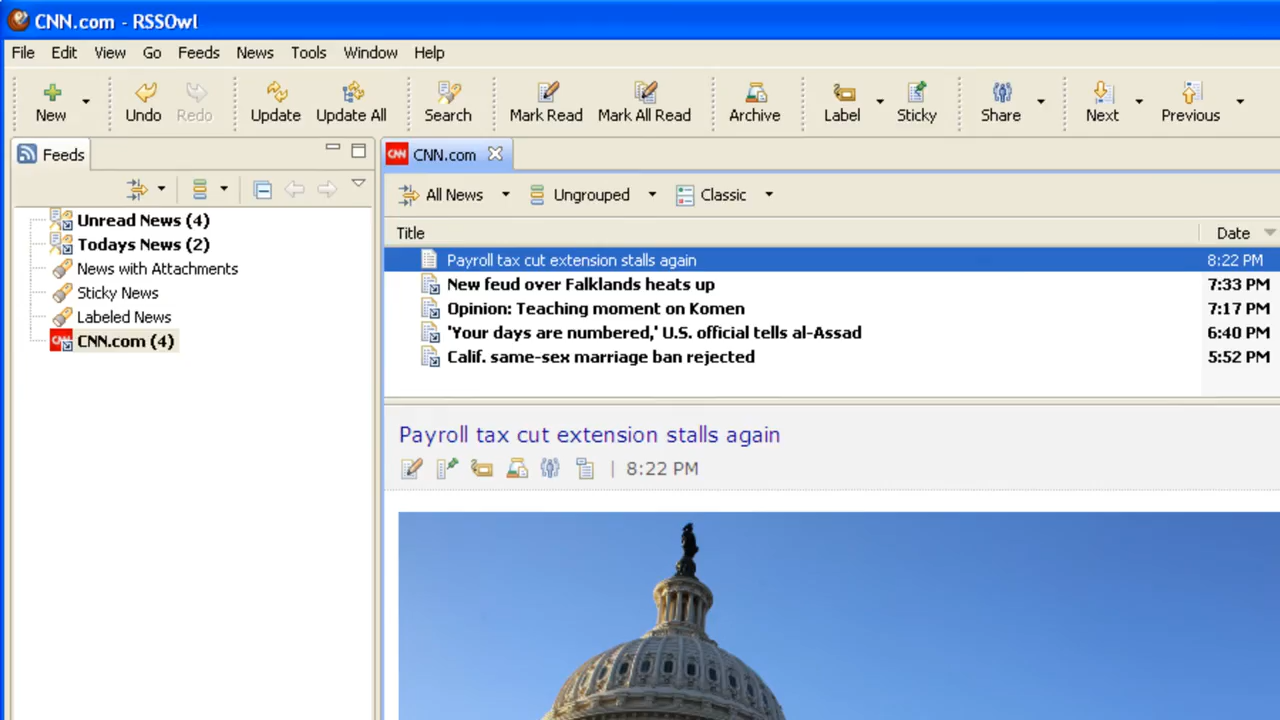 CNN.com - RSSOwl
File Edit View Go Feeds News Tools Window Help
New Undo Redo Update Update All Search Mark Read Mark All Read Archive Label Sticky Share Next Previous
Feeds
CNN CNN.com
All News Ungrouped Classic
Unread News (4)
Todays News (2)
News with Attachments
Sticky News
Labeled News
CNN.com (4)
Title Date
Payroll tax cut extension stalls again 8:22 PM
New feud over Falklands heats up 7:33 PM
Opinion: Teaching moment on Komen 7:17 PM
'Your days are numbered,' U.S. official tells al-Assad 6:40 PM
Calif. same-sex marriage ban rejected 5:52 PM
Payroll tax cut extension stalls again
| 8:22 PM